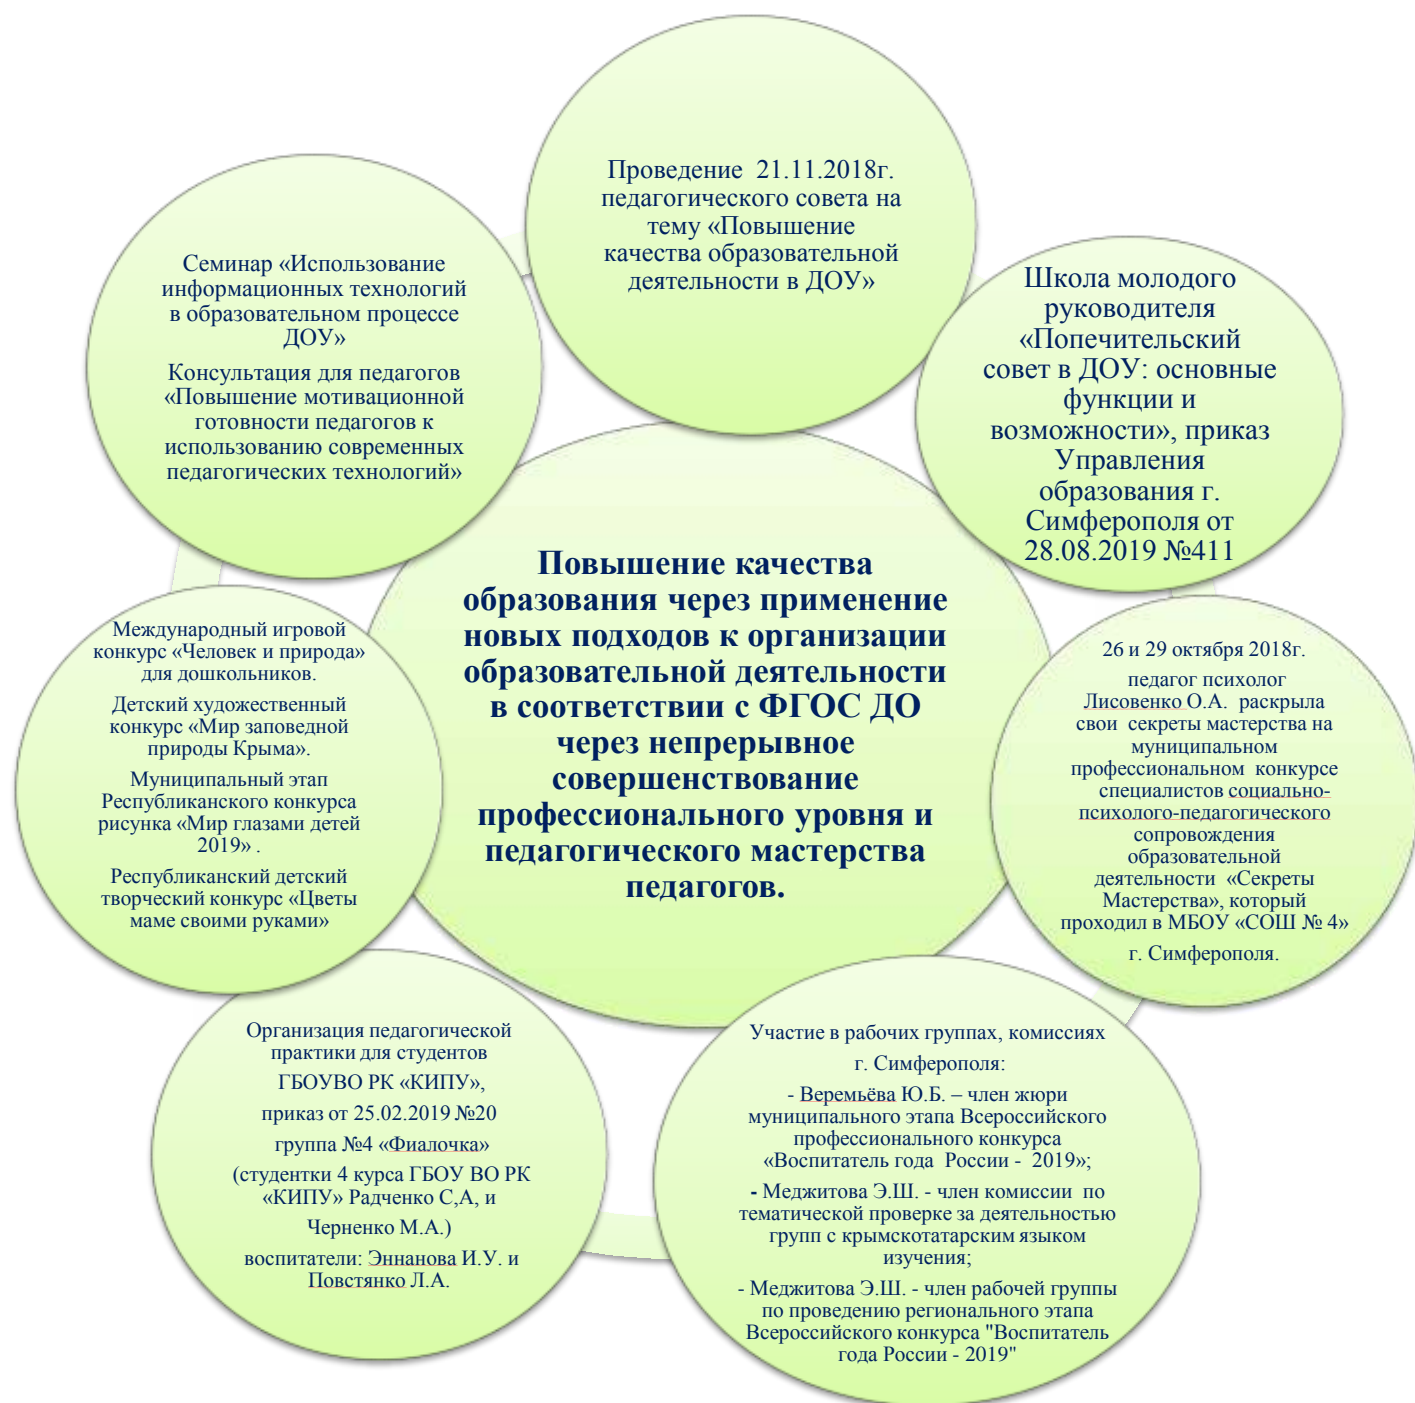 Проведение 21.11.2018г.
педагогического совета на
тему «Повышение
качества образовательной
деятельности в ДОУ»
Школа молодого
руководителя
«Попечительский
совет в ДОУ: основные
функции и
возможности», приказ
Управления
образования г.
Симферополя от
28.08.2019 №411
26 и 29 октября 2018г.
педагог психолог
Лисовенко О.А. раскрыла
свои секреты мастерства на
муниципальном
профессиональном конкурсе
специалистов социально-
психолого-педагогического
сопровождения
образовательной
деятельности «Секреты
Мастерства», который
проходил в МБОУ «СОШ № 4»
г. Симферополя.
Участие в рабочих группах, комиссиях
г. Симферополя:
- Веремьёва Ю.Б. – член жюри
муниципального этапа Всероссийского
профессионального конкурса
«Воспитатель года России - 2019»;
- Меджитова Э.Ш. - член комиссии по
тематической проверке за деятельностью
групп с крымскотатарским языком
изучения;
- Меджитова Э.Ш. - член рабочей группы
по проведению регионального этапа
Всероссийского конкурса "Воспитатель
года России - 2019"
Организация педагогической
практики для студентов
ГБОУВО РК «КИПУ»,
приказ от 25.02.2019 №20
группа №4 «Фиалочка»
(студентки 4 курса ГБОУ ВО РК
«КИПУ» Радченко С,А, и
Черненко М.А.)
воспитатели: Эннанова И.У. и
Повстянко Л.А.
Международный игровой
конкурс «Человек и природа»
для дошкольников.
Детский художественный
конкурс «Мир заповедной
природы Крыма».
Муниципальный этап
Республиканского конкурса
рисунка «Мир глазами детей
2019» .
Республиканский детский
творческий конкурс «Цветы
маме своими руками»
Семинар «Использование
информационных технологий
в образовательном процессе
ДОУ»
Консультация для педагогов
«Повышение мотивационной
готовности педагогов к
использованию современных
педагогических технологий»
Повышение качества
образования через применение
новых подходов к организации
образовательной деятельности
в соответствии с ФГОС ДО
через непрерывное
совершенствование
профессионального уровня и
педагогического мастерства
педагогов.